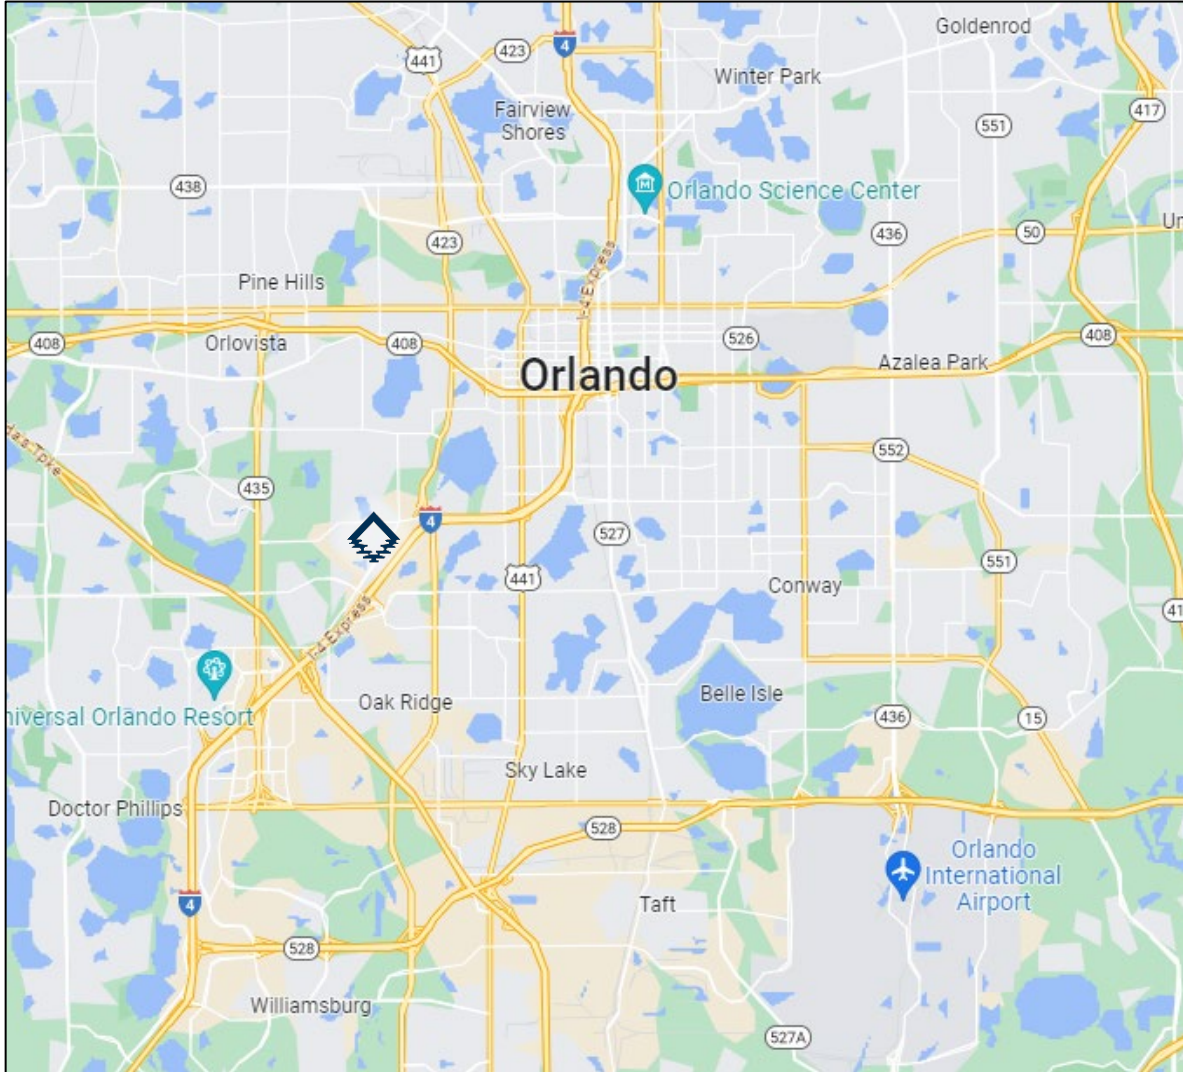 Goldenrod
4
423
441
Winter Park
Fairview
Shores
417
551
438
Orlando Science Center
Un
50
436
423
I-4 Express
Pine Hills
526
408
408
Orlovista
408
Azalea Park
Orlando
das Tpke
552
435
4
527
551
441
Conway
41
I-4 Express
Belle Isle
Oak Ridge
niversal Orlando Resort
436
15
Sky Lake
Doctor Phillips
528
Orlando
International
Airport
4
Taft
528
Williamsburg
527A